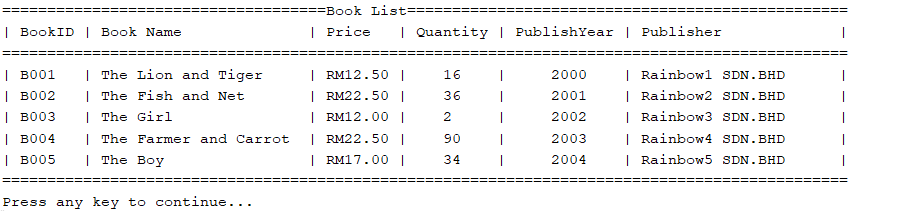 ====================================Book List=================================================
| BookID | Book Name              | Price   | Quantity | PublishYear | Publisher             |
==============================================================================================
| B001   | The Lion and Tiger     | RM12.50 |    16    |     2000    | Rainbow1 SDN.BHD      |
| B002   | The Fish and Net       | RM22.50 |    36    |     2001    | Rainbow2 SDN.BHD      |
| B003   | The Girl               | RM12.00 |    2     |     2002    | Rainbow3 SDN.BHD      |
| B004   | The Farmer and Carrot  | RM22.50 |    90    |     2003    | Rainbow4 SDN.BHD      |
| B005   | The Boy                | RM17.00 |    34    |     2004    | Rainbow5 SDN.BHD      |
==============================================================================================
Press any key to continue...